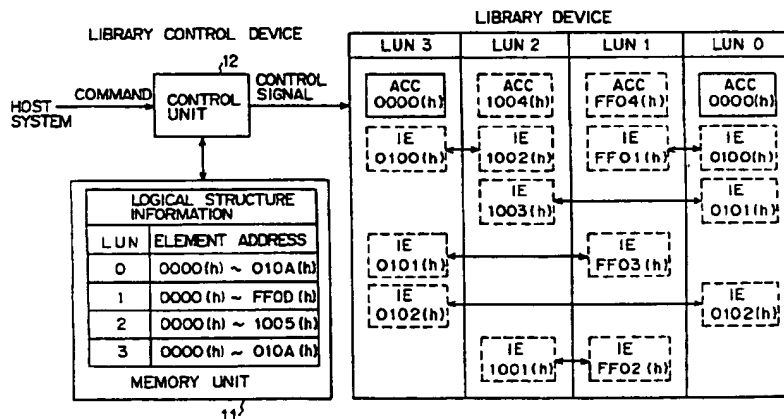 LIBRARY CONTROL DEVICE
12
HOST SYSTEM
COMMAND
CONTROL UNIT
CONTROL SIGNAL
LOGICAL STRUCTURE INFORMATION
LUN ELEMENT ADDRESS
0 0000(h) ~ 010A(h)
1 0000(h) ~ FF0D(h)
2 0000(h) ~ 1005(h)
3 0000(h) ~ 010A(h)
MEMORY UNIT
11
LIBRARY DEVICE
LUN 3 LUN 2 LUN 1 LUN 0
ACC ACC ACC ACC
0000(h) 1004(h) FF04(h) 0000(h)
IE IE IE IE
0100(h) 1002(h) FF01(h) 0100(h)
IE IE
1003(h) 0101(h)
IE IE
0101(h) FF03(h)
IE IE
0102(h) 0102(h)
IE IE
1001(h) FF02(h)